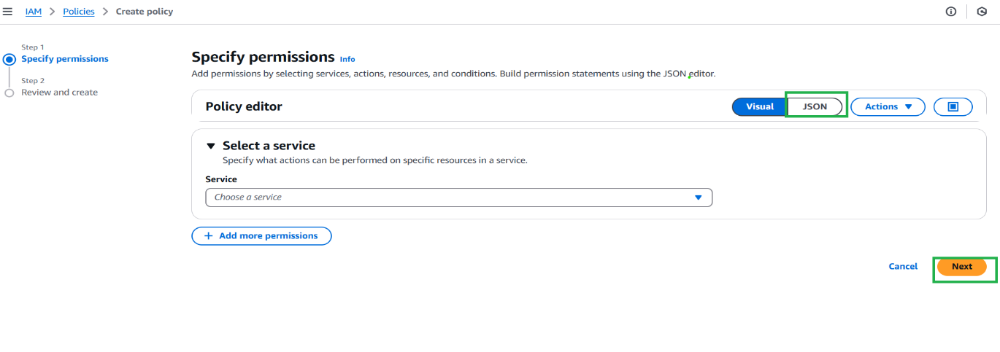 IAM > Policies > Create policy
Step 1
Specify permissions
Step 2
Review and create
Specify permissions Info
Add permissions by selecting services, actions, resources, and conditions. Build permission statements using the JSON editor.
Policy editor
Visual JSON Actions
Select a service
Specify what actions can be performed on specific resources in a service.
Service
Choose a service
+ Add more permissions
Cancel Next